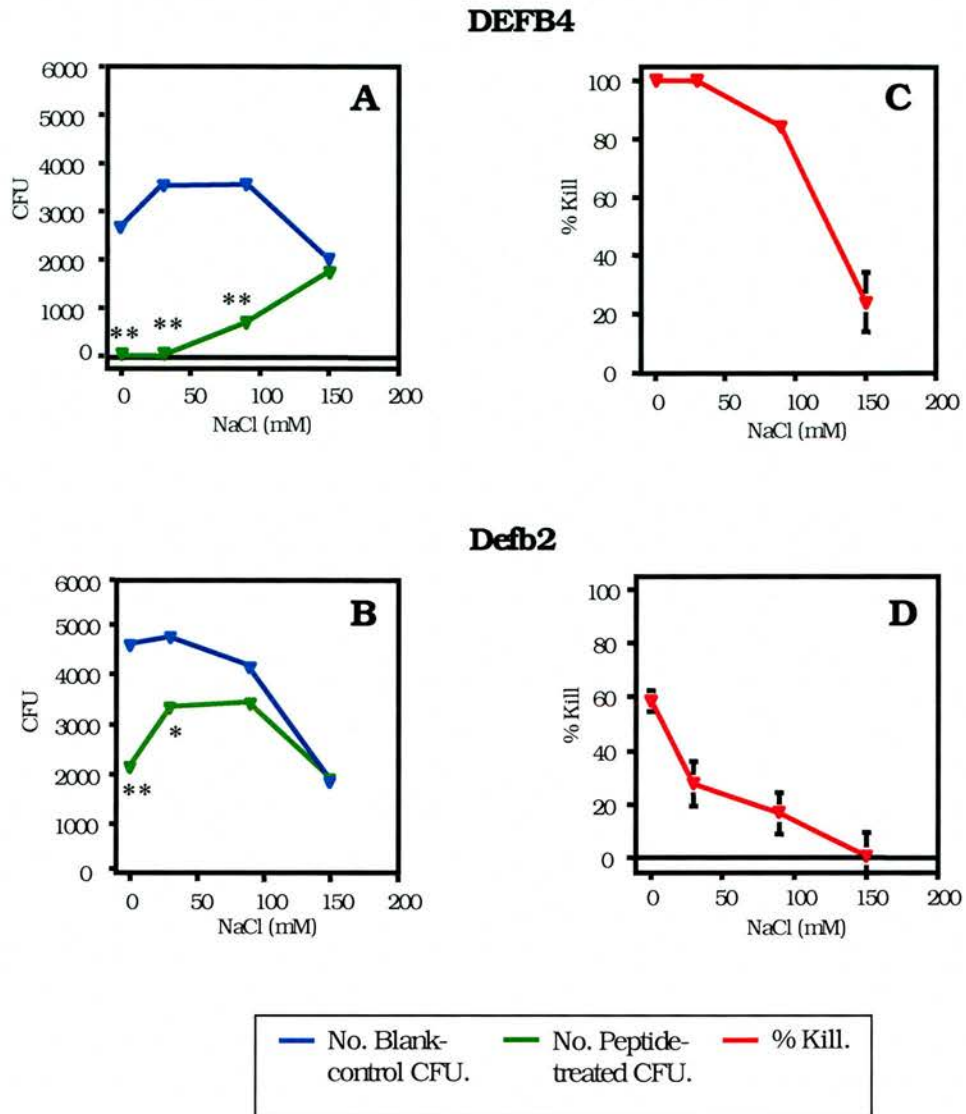 DEFB4
A
6000
5000
4000
3000
2000
1000
0
CFU
** ** **
0 50 100 150 200
NaCl (mM)
C
100
80
60
40
20
0
% Kill
0 50 100 150 200
NaCl (mM)
Defb2
B
6000
5000
4000
3000
2000
1000
0
CFU
** *
0 50 100 150 200
NaCl (mM)
D
100
80
60
40
20
0
% Kill
0 50 100 150 200
NaCl (mM)
No. Blank-
control CFU.
No. Peptide-
treated CFU.
% Kill.